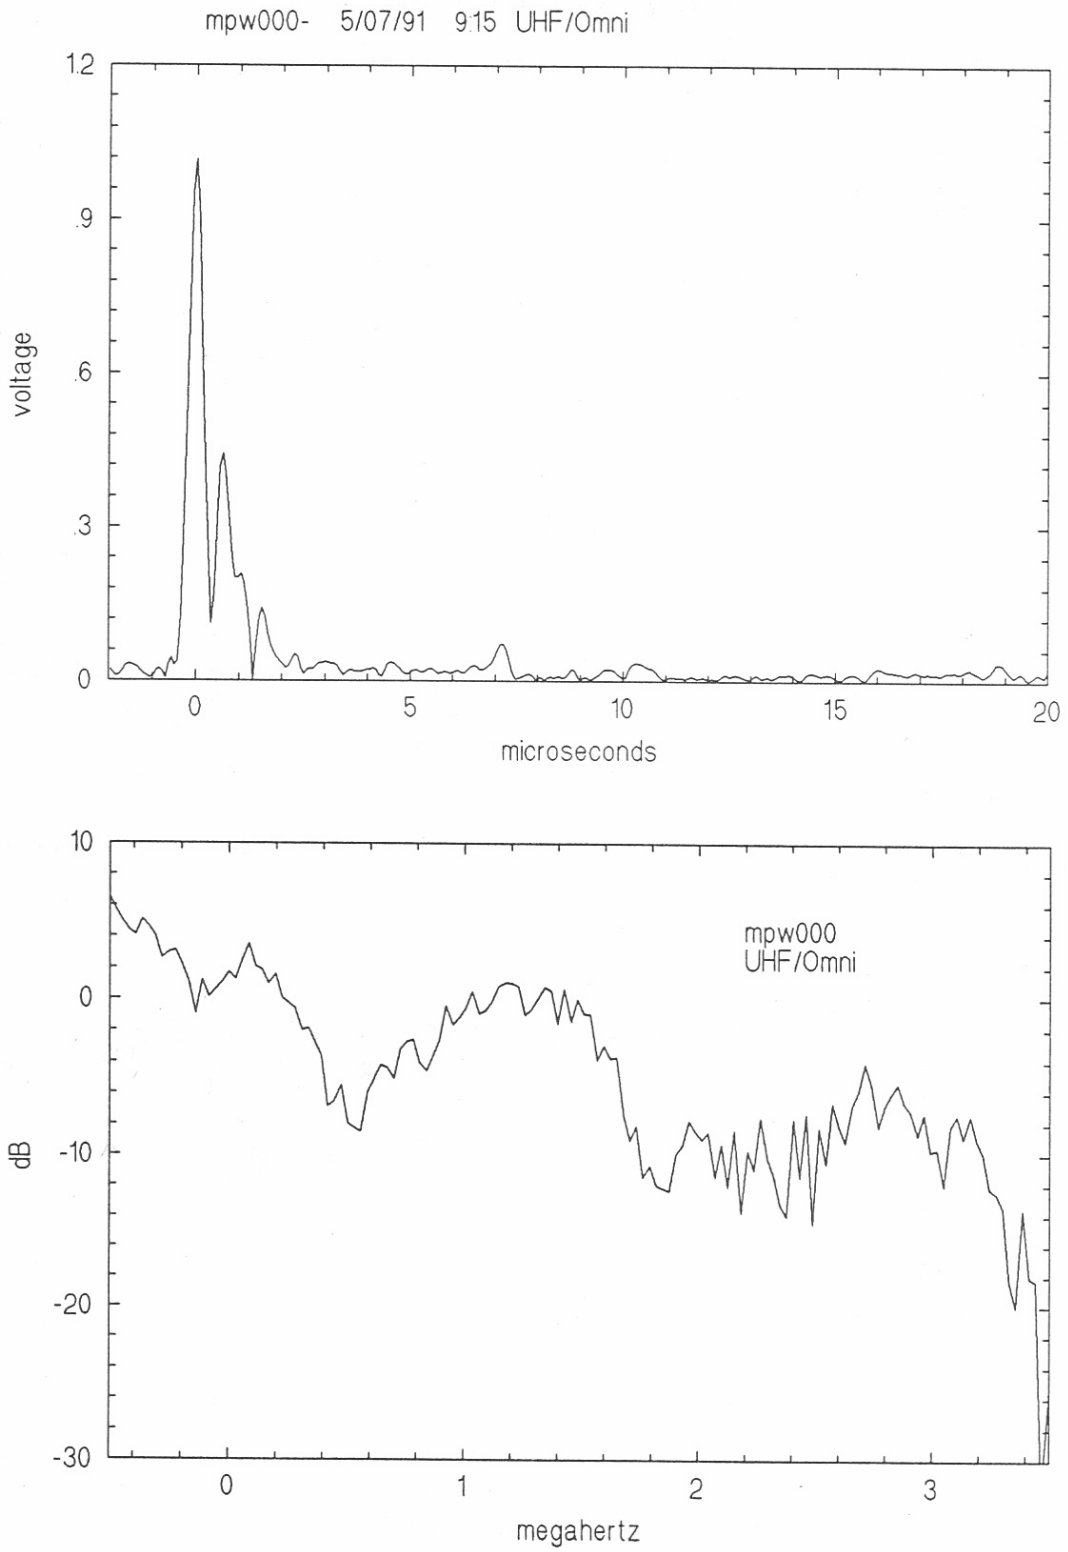 mpw000- 5/07/91 9:15 UHF/Omni
1.2
.9
.6
.3
0
voltage
0 5 10 15 20
microseconds
10
0
-10
-20
-30
dB
mpw000
UHF/Omni
0 1 2 3
megahertz